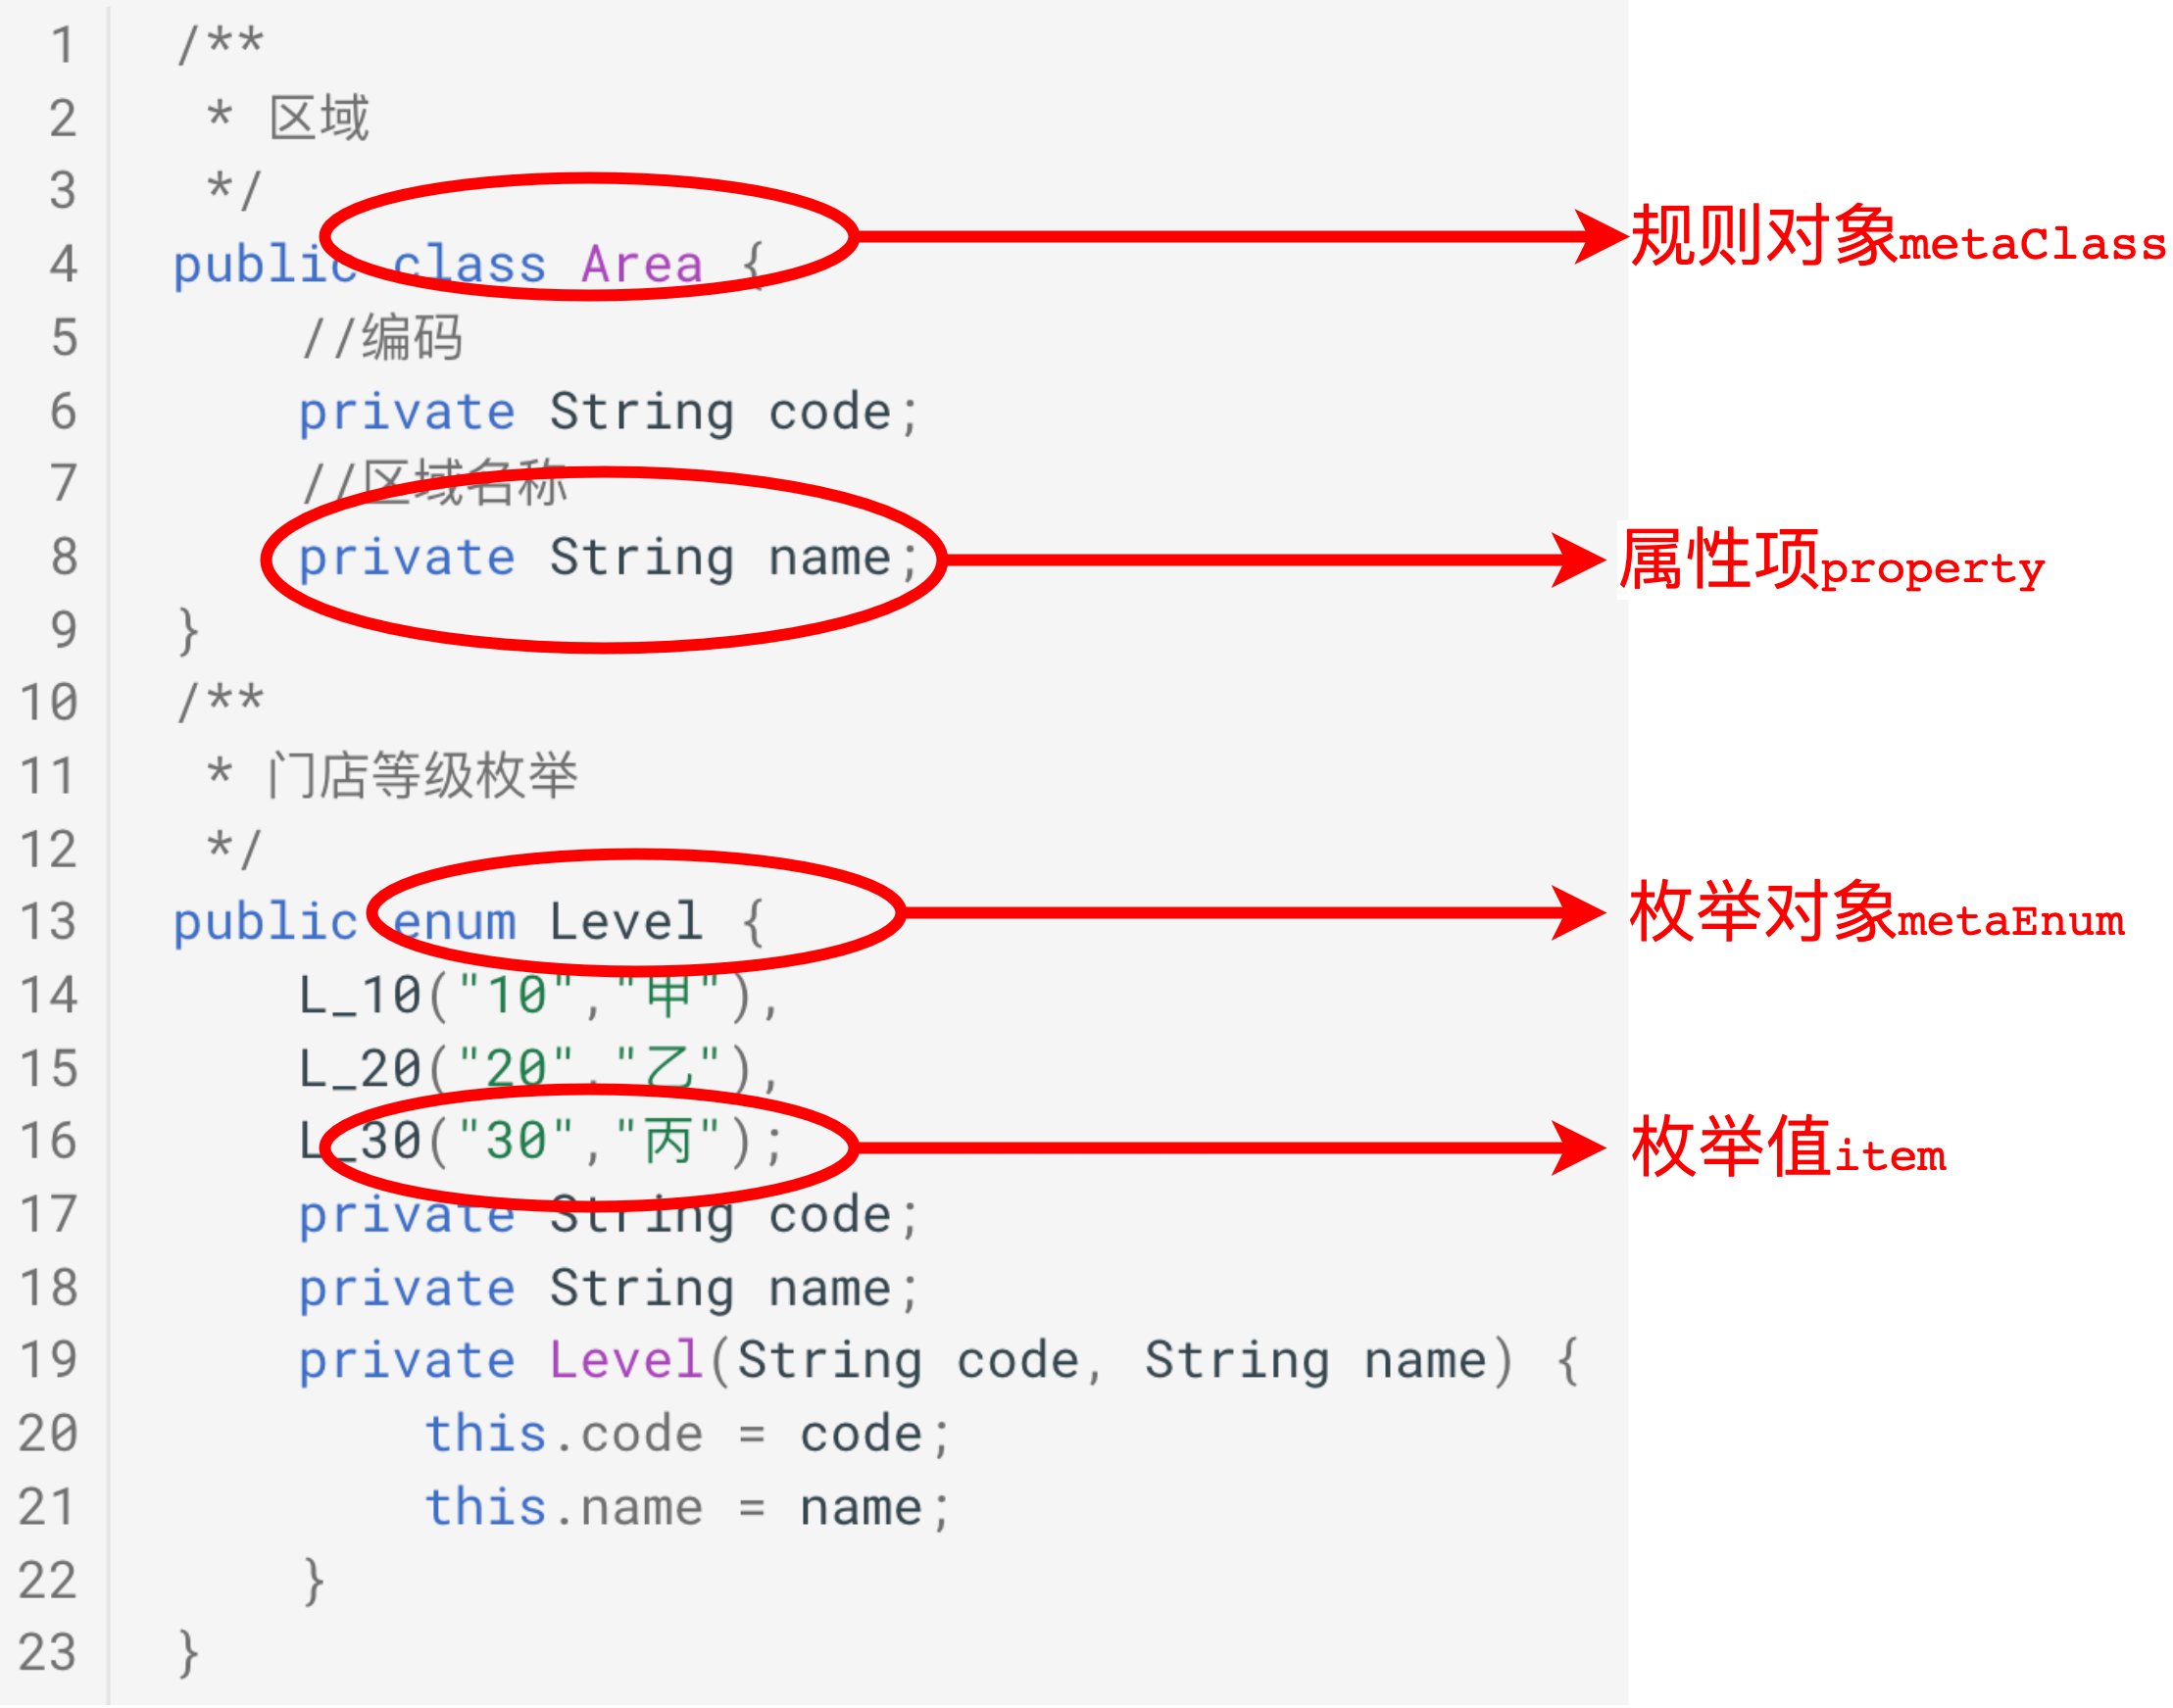 1 /**
2 * 区域
3 */
4 public class Area { 规则对象metaClass
5 //编码
6 private String code;
7 //区域名称
8 private String name; 属性项property
9 }
10 /**
11 * 门店等级枚举
12 */
13 public enum Level { 枚举对象metaEnum
14 L_10("10","甲"),
15 L_20("20","乙"),
16 L_30("30","丙"); 枚举值item
17 private String code;
18 private String name;
19 private Level(String code, String name) {
20 this.code = code;
21 this.name = name;
22 }
23 }